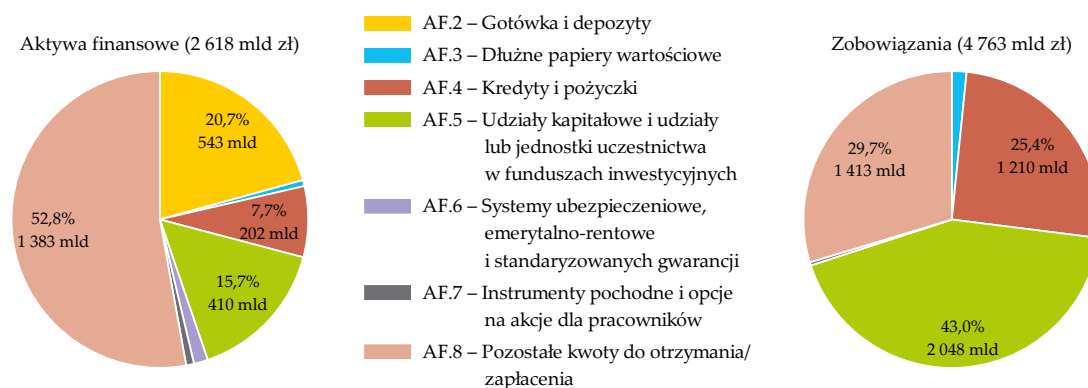 Aktywa finansowe (2 618 mld zł)
20,7%
543 mld
7,7%
202 mld
15,7%
410 mld
52,8%
1 383 mld
AF.2 – Gotówka i depozyty
AF.3 – Dłużne papiery wartościowe
AF.4 – Kredyty i pożyczki
AF.5 – Udziały kapitałowe i udziały
lub jednostki uczestnictwa
w funduszach inwestycyjnych
AF.6 – Systemy ubezpieczeniowe,
emerytalno-rentowe
i standaryzowanych gwarancji
AF.7 – Instrumenty pochodne i opcje
na akcje dla pracowników
AF.8 – Pozostałe kwoty do otrzymania/
zapłacenia
Zobowiązania (4 763 mld zł)
29,7%
1 413 mld
25,4%
1 210 mld
43,0%
2 048 mld